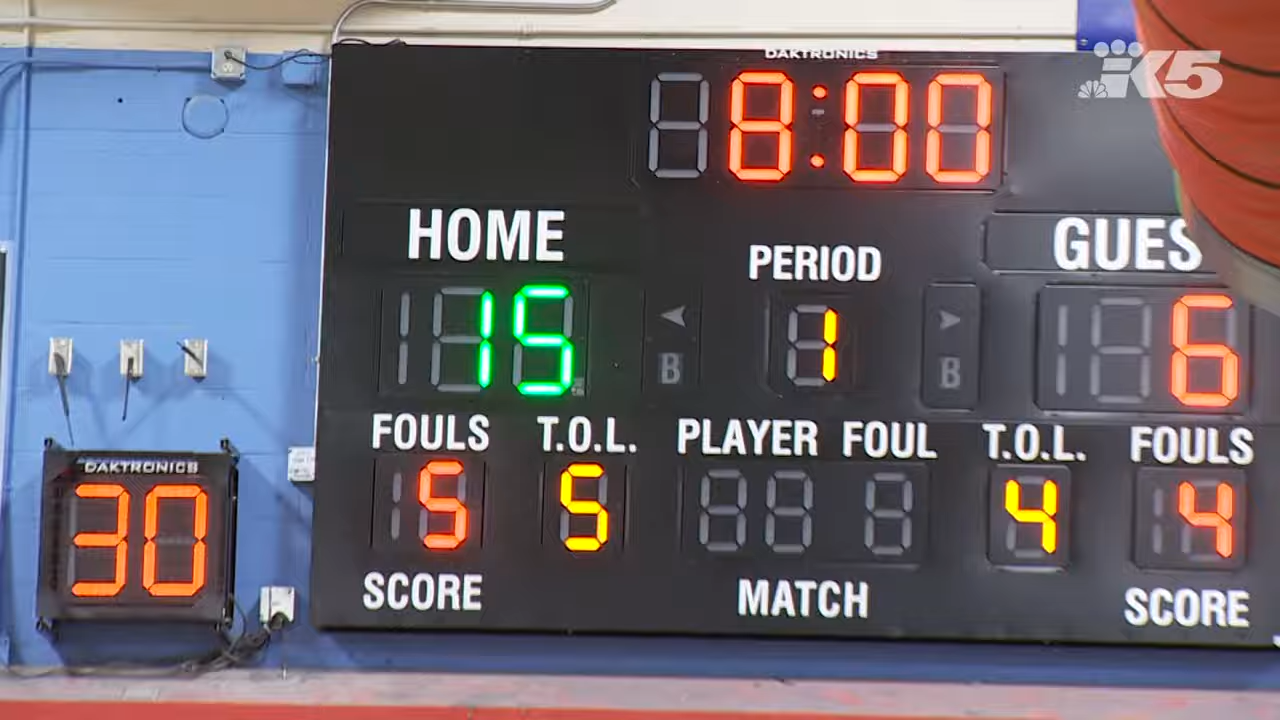 DAKTRONICS
K5
8:00
HOME
PERIOD
GUES
15
1
6
B
B
FOULS T.O.L. PLAYER FOUL T.O.L. FOULS
DAKTRONICS
30
5 5 4 4
SCORE MATCH SCORE